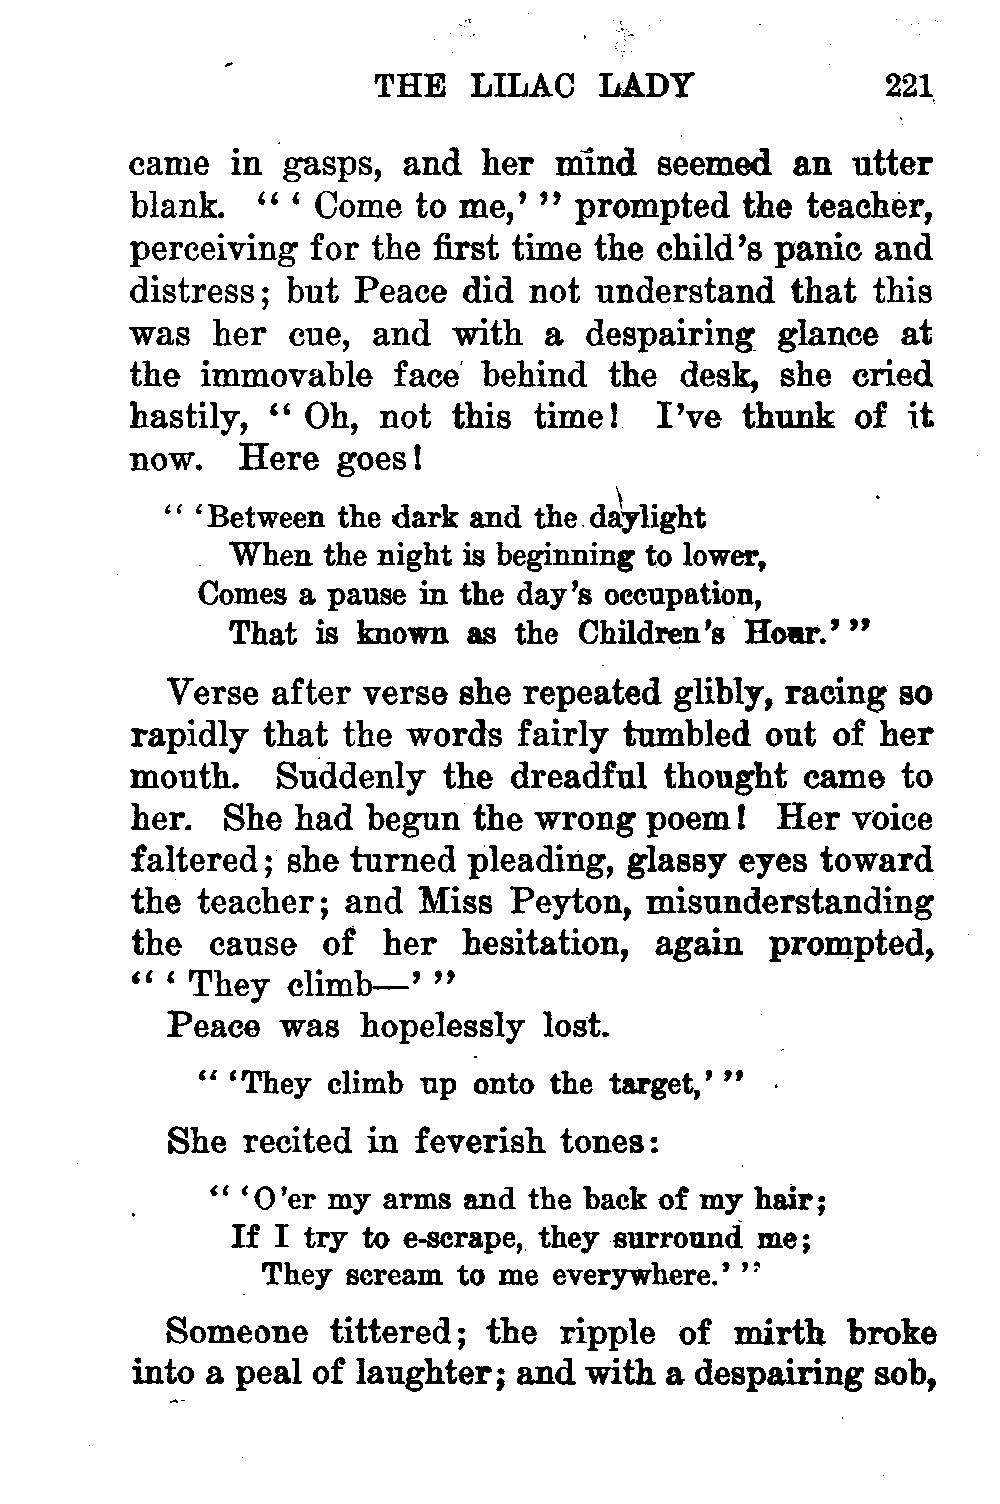 THE LILAC LADY 221
came in gasps, and her mind seemed an utter
blank. “ ‘ Come to me,’ ” prompted the teacher,
perceiving for the first time the child’s panic and
distress; but Peace did not understand that this
was her cue, and with a despairing glance at
the immovable face behind the desk, she cried
hastily, “ Oh, not this time! I’ve thunk of it
now. Here goes!
“ ‘Between the dark and the daylight
When the night is beginning to lower,
Comes a pause in the day’s occupation,
That is known as the Children’s Hour.’ ”
Verse after verse she repeated glibly, racing so
rapidly that the words fairly tumbled out of her
mouth. Suddenly the dreadful thought came to
her. She had begun the wrong poem! Her voice
faltered; she turned pleading, glassy eyes toward
the teacher; and Miss Peyton, misunderstanding
the cause of her hesitation, again prompted,
“ ‘ They climb—’ ”
Peace was hopelessly lost.
“ ‘They climb up onto the target,’ ”
She recited in feverish tones:
“ ‘O’er my arms and the back of my hair;
If I try to e-scrape, they surround me;
They scream to me everywhere.’ ”
Someone tittered; the ripple of mirth broke
into a peal of laughter; and with a despairing sob,